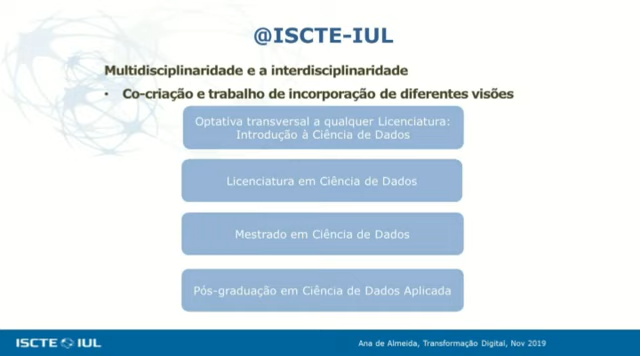 @ISCTE-IUL
Multidisciplinaridade e a interdisciplinaridade
• Co-criação e trabalho de incorporação de diferentes visões
Optativa transversal a qualquer Licenciatura:
Introdução à Ciência de Dados
Licenciatura em Ciência de Dados
Mestrado em Ciência de Dados
Pós-graduação em Ciência de Dados Aplicada
ISCTE IUL
Ana de Almeida, Transformação Digital, Nov 2019